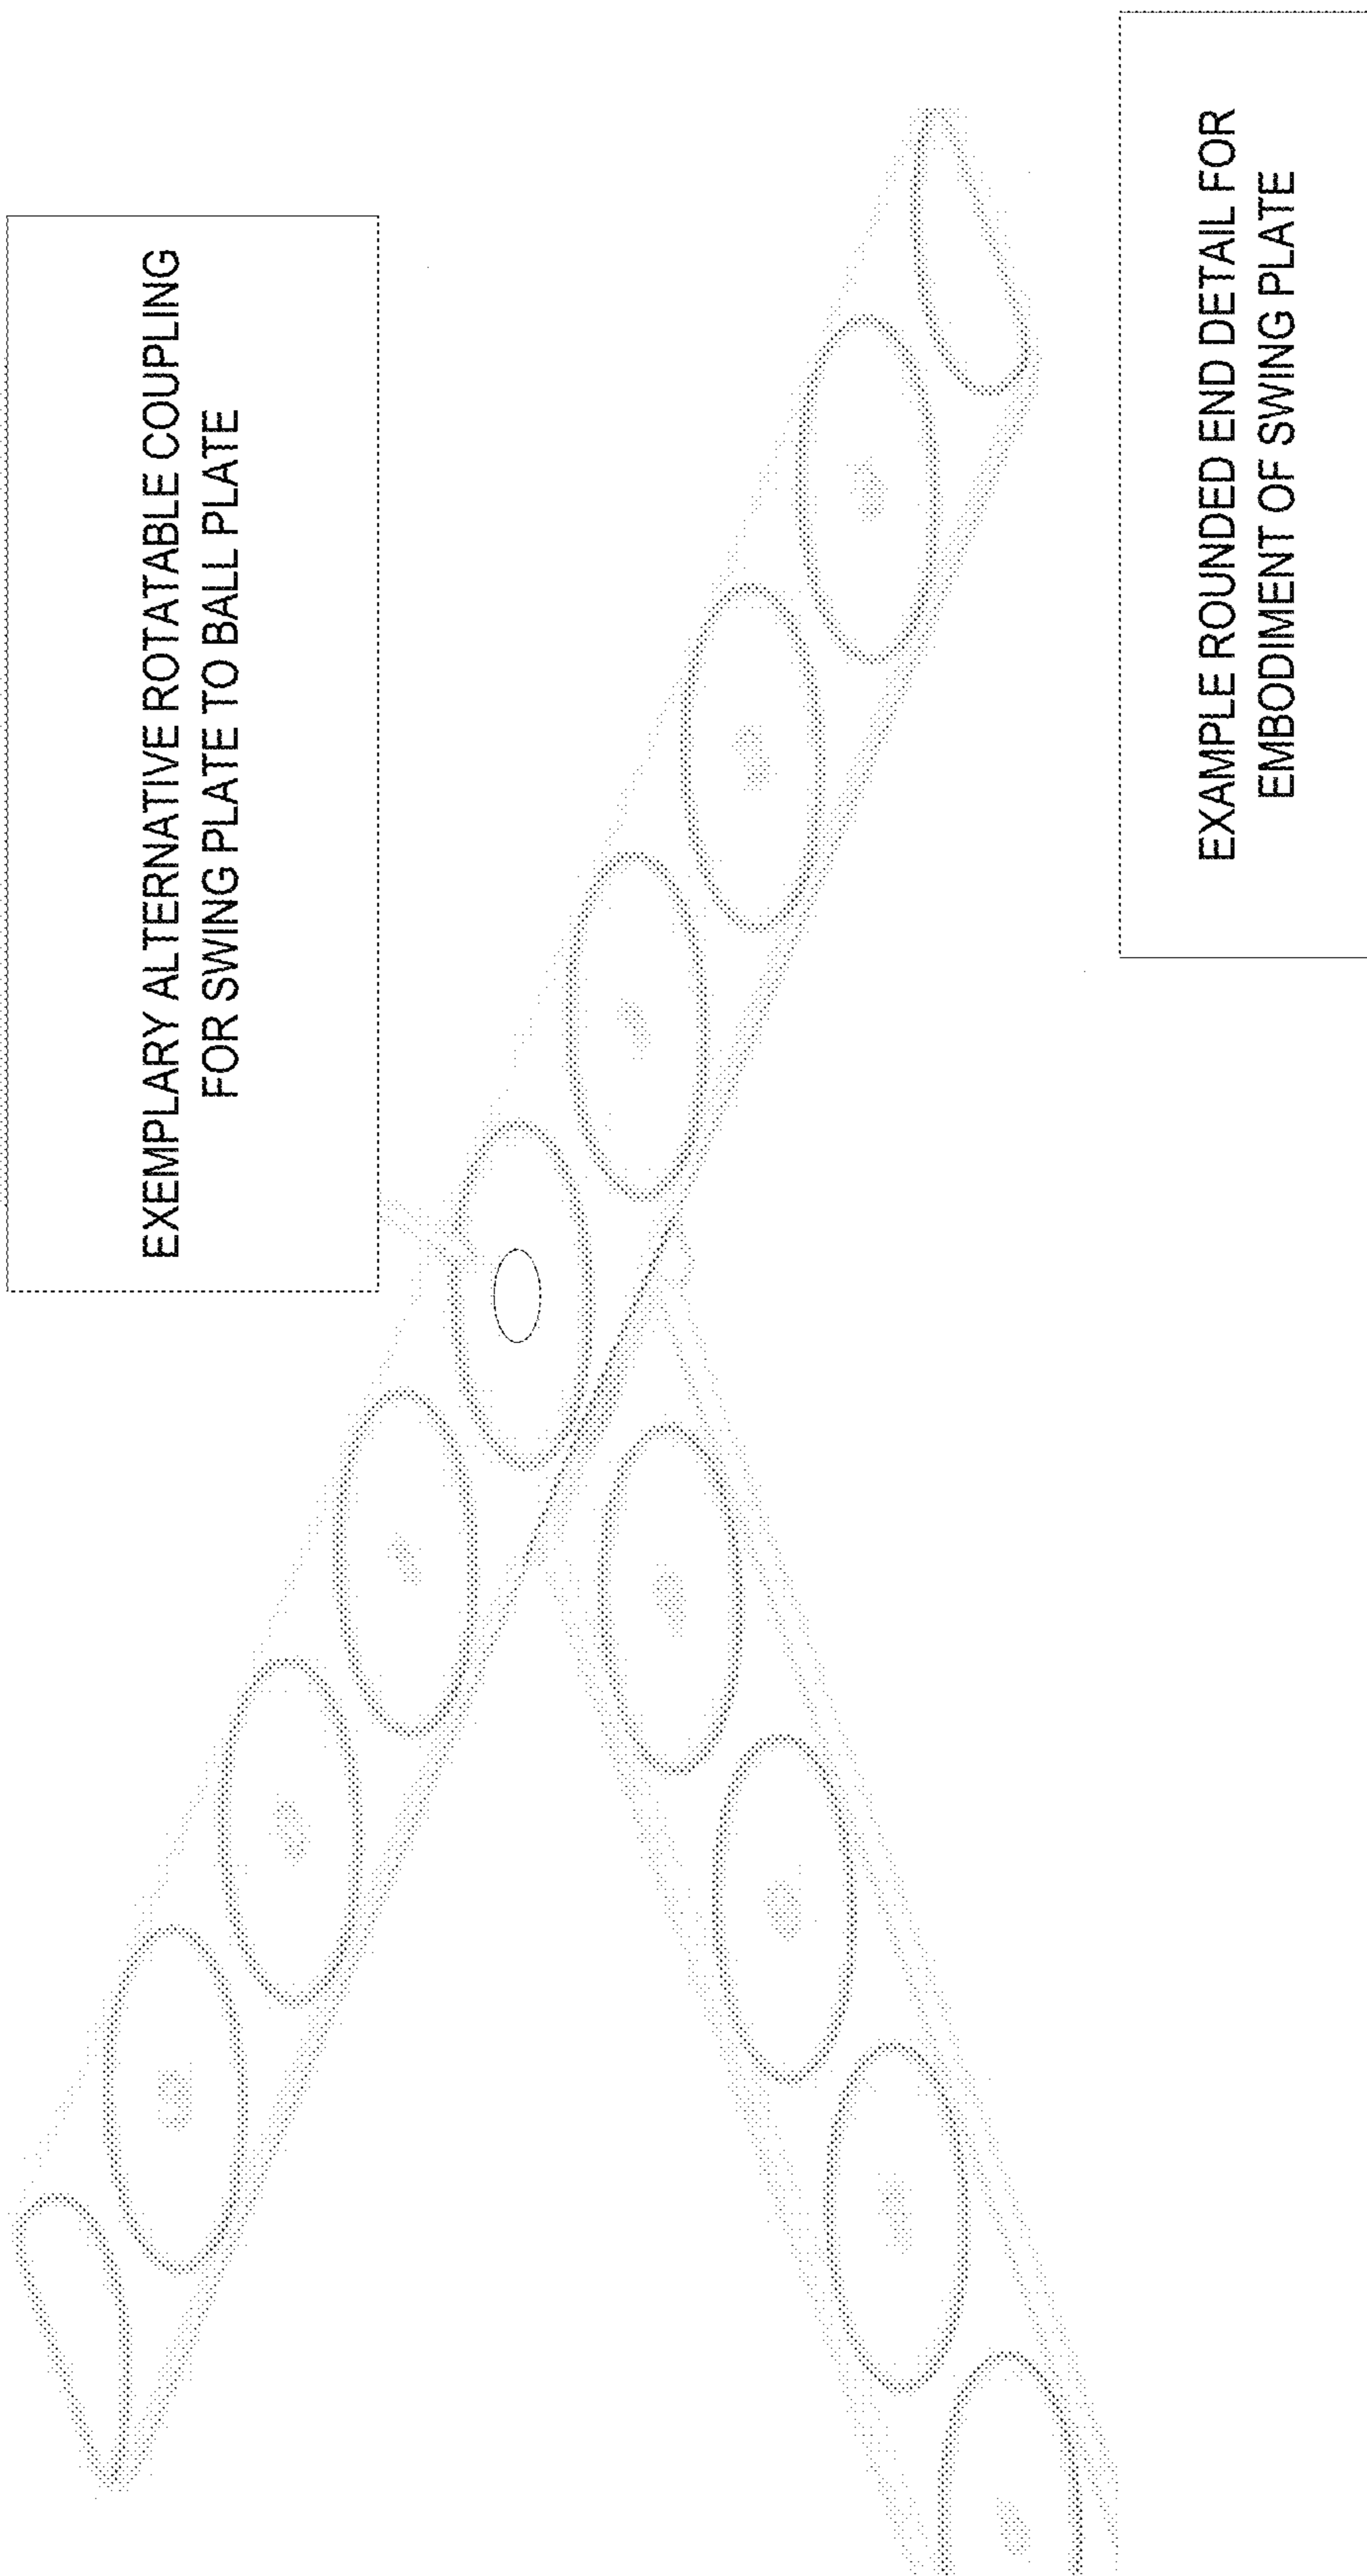 EXEMPLARY ALTERNATIVE ROTATABLE COUPLING
FOR SWING PLATE TO BALL PLATE
EXAMPLE ROUNDED END DETAIL FOR
EMBODIMENT OF SWING PLATE